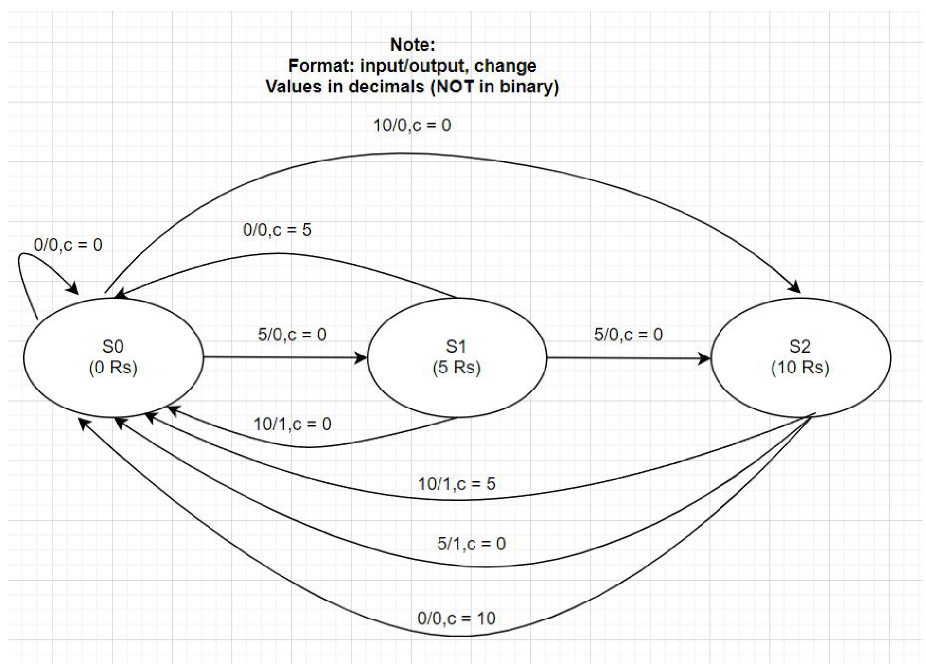 Note:
Format: input/output, change
Values in decimals (NOT in binary)
10/0,c = 0
0/0,c = 5
0/0,c = 0
5/0,c = 0
5/0,c = 0
S0
(0 Rs)
S1
(5 Rs)
S2
(10 Rs)
10/1,c = 0
10/1,c = 5
5/1,c = 0
0/0,c = 10